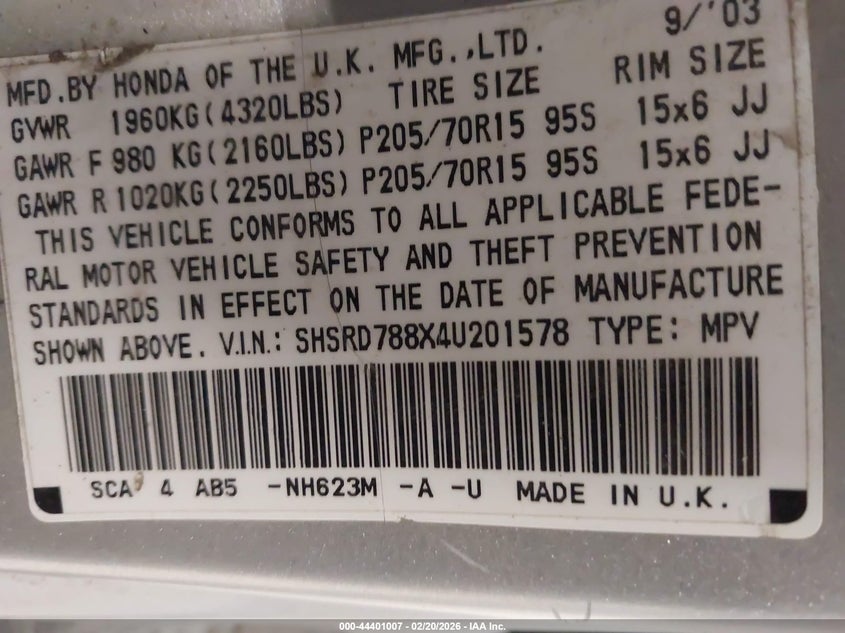 9/'03
MFD.BY HONDA OF THE U.K. MFG.,LTD.
GVWR 1960KG(4320LBS) TIRE SIZE RIM SIZE
GAWR F 980 KG(2160LBS) P205/70R15 95S 15x6 JJ
GAWR R 1020KG(2250LBS) P205/70R15 95S 15x6 JJ
THIS VEHICLE CONFORMS TO ALL APPLICABLE FEDE-
RAL MOTOR VEHICLE SAFETY AND THEFT PREVENTION
STANDARDS IN EFFECT ON THE DATE OF MANUFACTURE
SHOWN ABOVE. V.I.N.: SHSRD788X4U201578 TYPE: MPV
SCA 4 AB5 -NH623M -A -U MADE IN U.K.
000-44401007 - 02/20/2026 - IAA Inc.